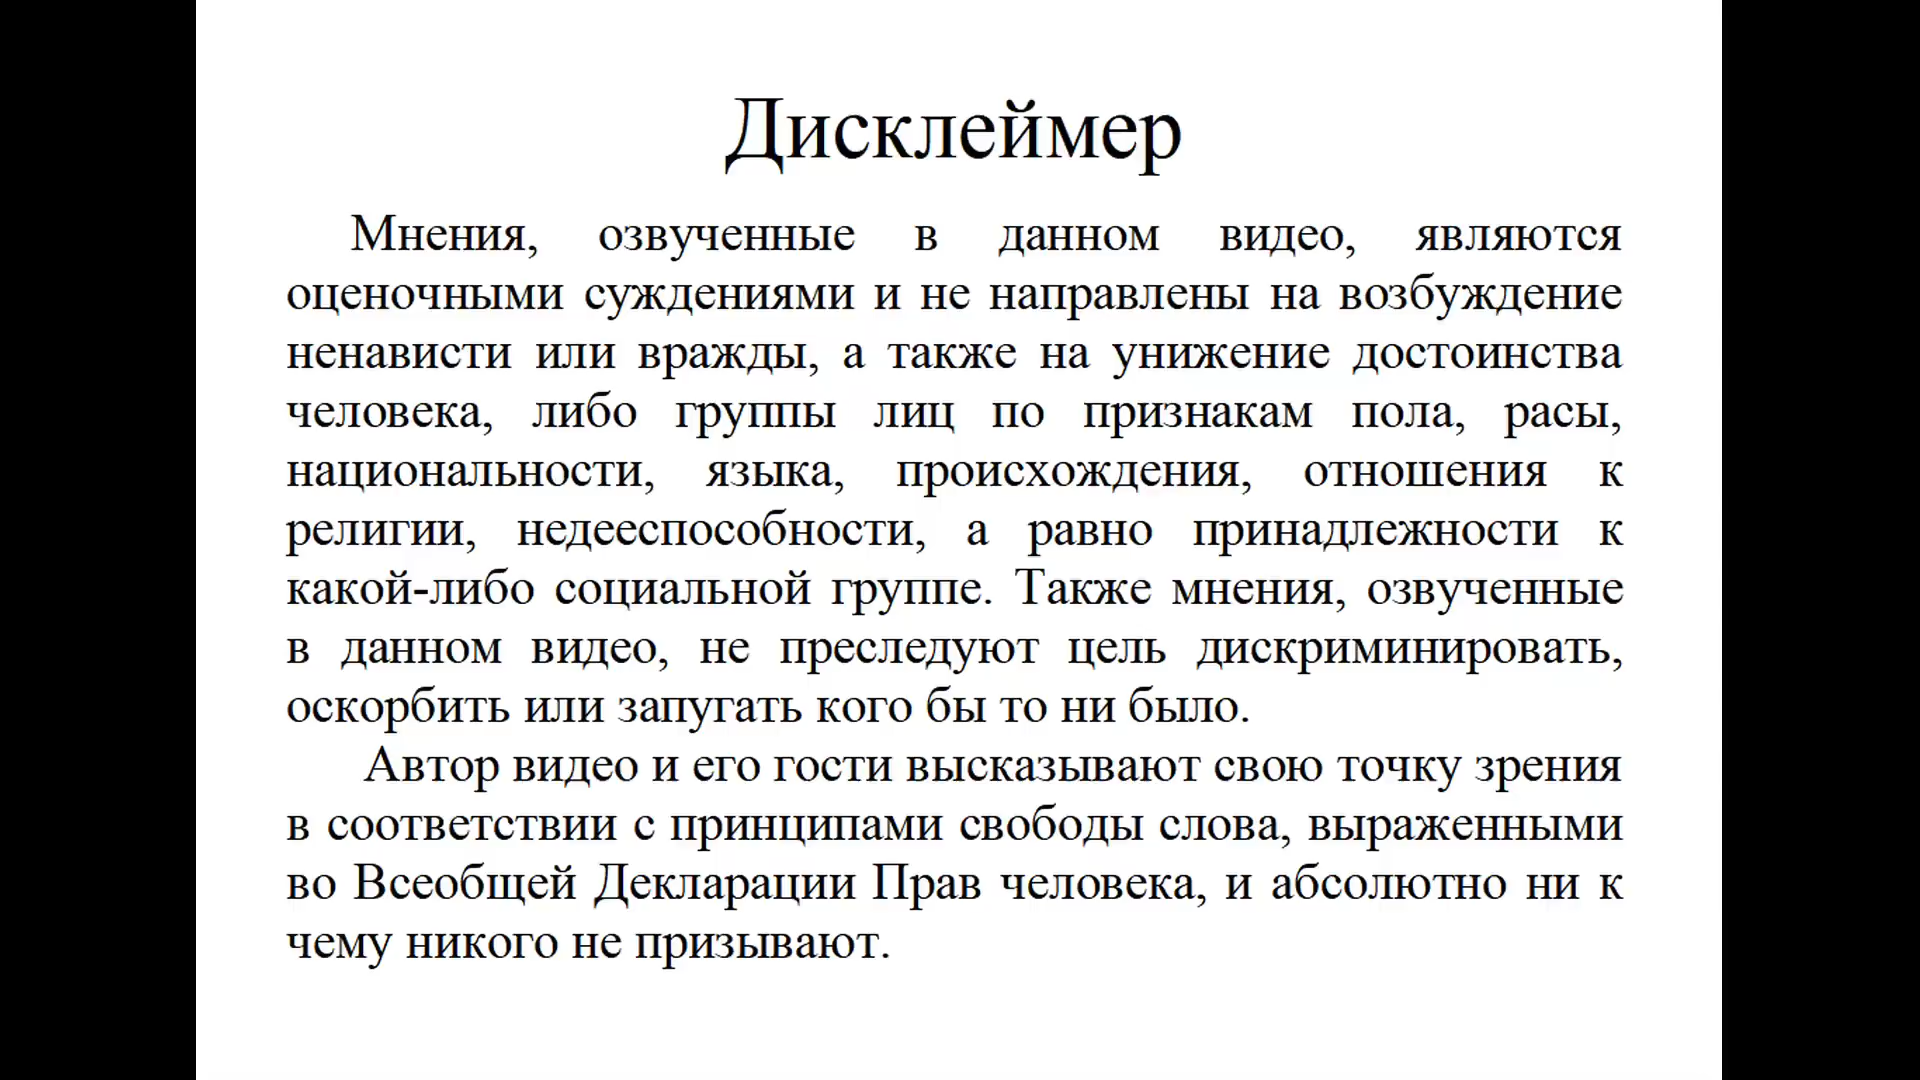 Дисклеймер
Мнения, озвученные в данном видео, являются
оценочными суждениями и не направлены на возбуждение
ненависти или вражды, а также на унижение достоинства
человека, либо группы лиц по признакам пола, расы,
национальности, языка, происхождения, отношения к
религии, недееспособности, а равно принадлежности к
какой-либо социальной группе. Также мнения, озвученные
в данном видео, не преследуют цель дискриминировать,
оскорбить или запугать кого бы то ни было.
Автор видео и его гости высказывают свою точку зрения
в соответствии с принципами свободы слова, выраженными
во Всеобщей Декларации Прав человека, и абсолютно ни к
чему никого не призывают.